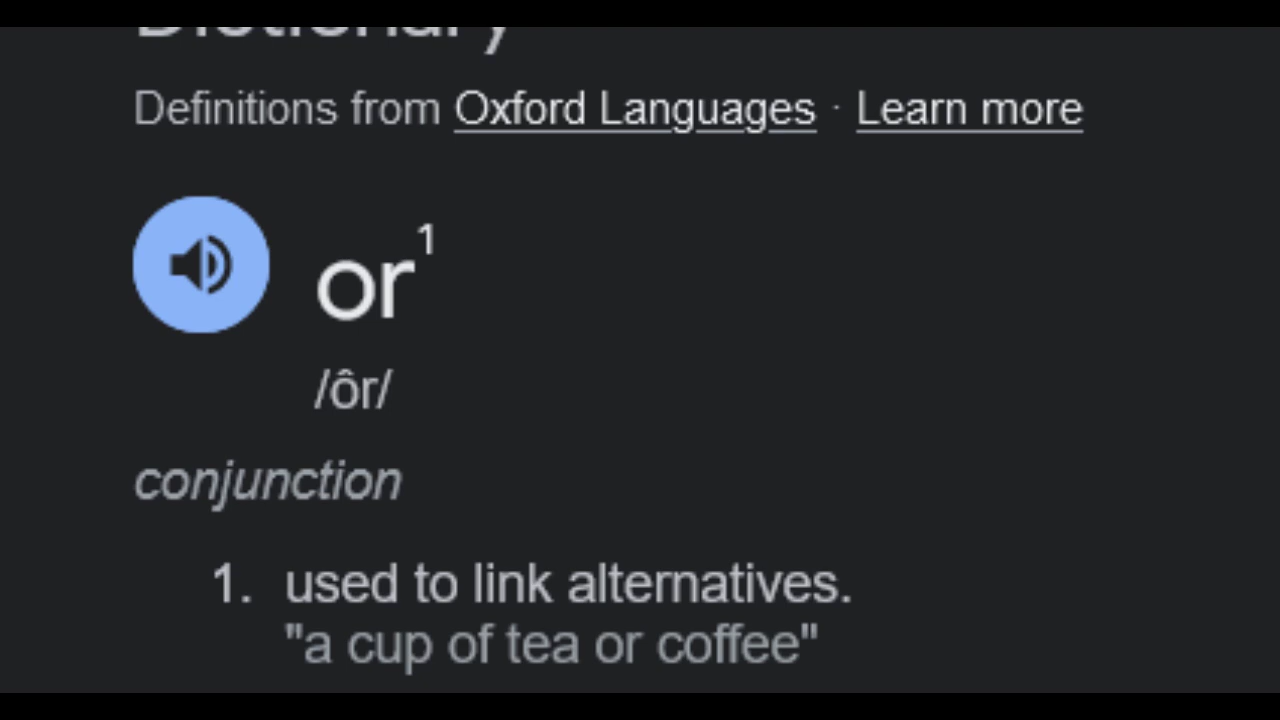 Dictionary
Definitions from Oxford Languages · Learn more
or¹
/ôr/
conjunction
1. used to link alternatives.
"a cup of tea or coffee"